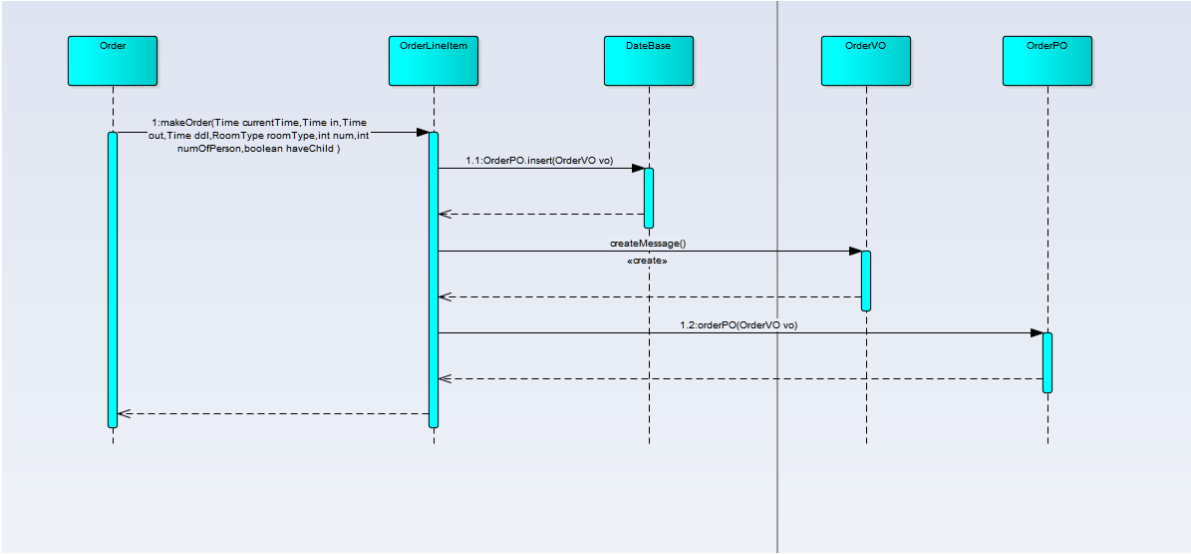 Order
OrderLineItem
DateBase
OrderVO
OrderPO
1:makeOrder(Time currentTime,Time in,Time
out,Time ddl,RoomType roomType,int num,int
numOfPerson,boolean haveChild )
1.1:OrderPO.insert(OrderVO vo)
createMessage()
«create»
1.2:orderPO(OrderVO vo)